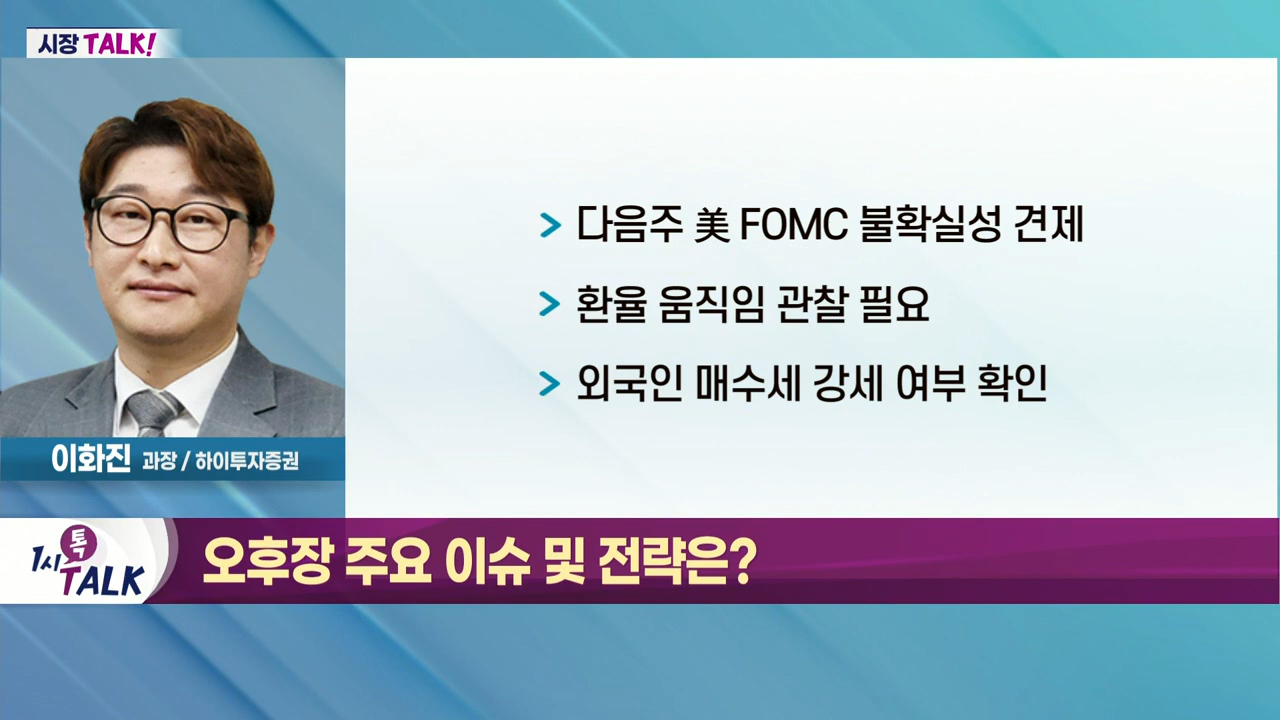 시장 TALK!
> 다음주 美 FOMC 불확실성 견제
> 환율 움직임 관찰 필요
> 외국인 매수세 강세 여부 확인
이화진 과장 / 하이투자증권
1시 톡 TALK
오후장 주요 이슈 및 전략은?